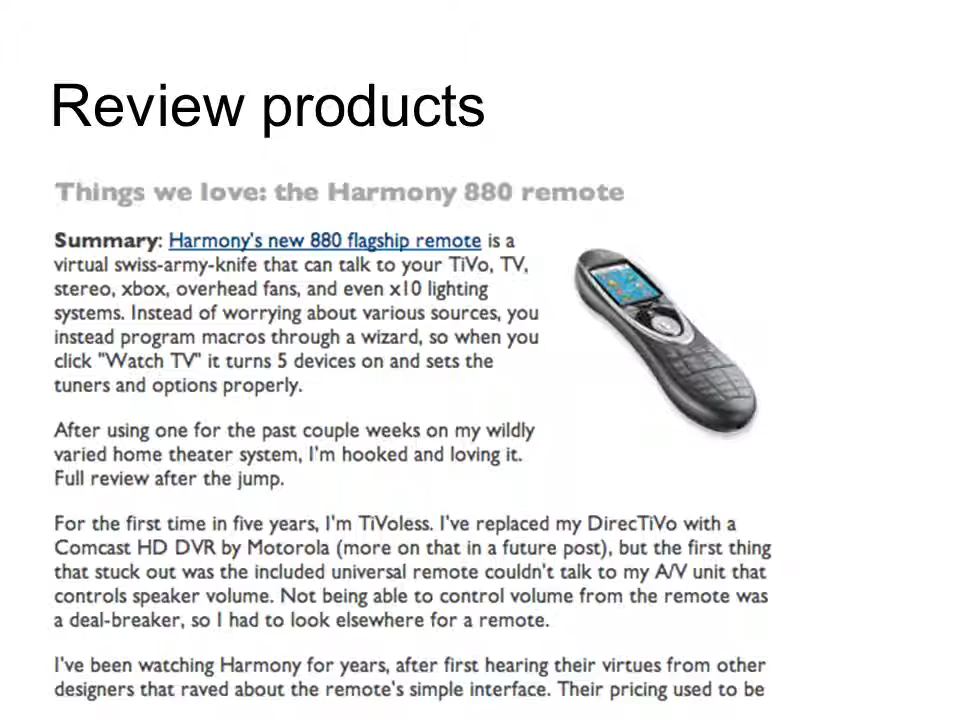 Review products
Things we love: the Harmony 880 remote
Summary: Harmony's new 880 flagship remote is a
virtual swiss-army-knife that can talk to your TiVo, TV,
stereo, xbox, overhead fans, and even x10 lighting
systems. Instead of worrying about various sources, you
instead program macros through a wizard, so when you
click "Watch TV" it turns 5 devices on and sets the
tuners and options properly.
After using one for the past couple weeks on my wildly
varied home theater system, I'm hooked and loving it.
Full review after the jump.
For the first time in five years, I'm TiVoless. I've replaced my DirecTiVo with a
Comcast HD DVR by Motorola (more on that in a future post), but the first thing
that stuck out was the included universal remote couldn't talk to my A/V unit that
controls speaker volume. Not being able to control volume from the remote was
a deal-breaker, so I had to look elsewhere for a remote.
I've been watching Harmony for years, after first hearing their virtues from other
designers that raved about the remote's simple interface. Their pricing used to be